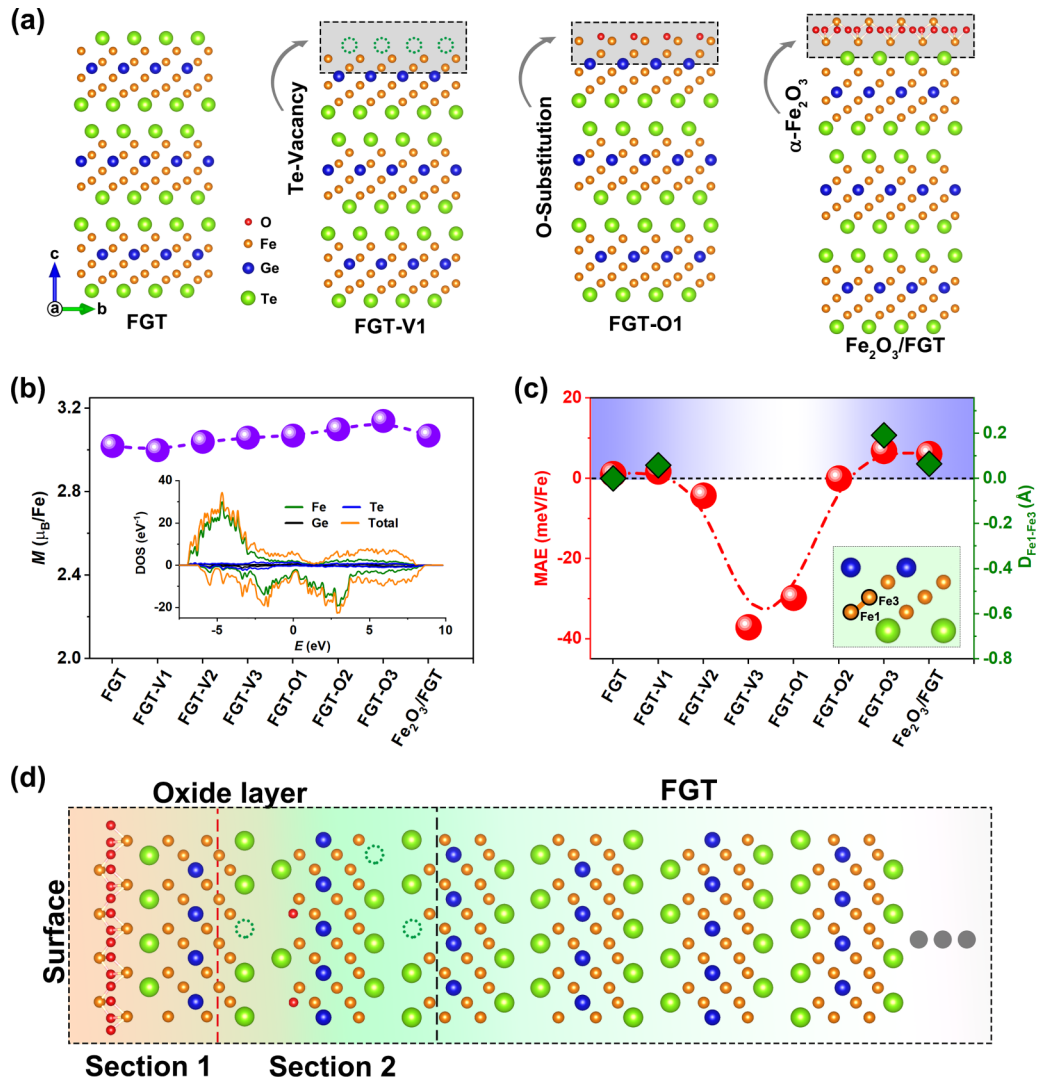 (a)
Te-Vacancy
O-Substitution
α-Fe2O3
O
Fe
Ge
Te
c
a
b
FGT
FGT-V1
FGT-O1
Fe2O3/FGT
(b)
M (μB/Fe)
3.2
2.8
2.4
2.0
DOS (eV-1)
20
0
-20
Fe
Te
Ge
Total
-5
0
5
10
E (eV)
FGT
FGT-V1
FGT-V2
FGT-V3
FGT-O1
FGT-O2
FGT-O3
Fe2O3/FGT
(c)
MAE (meV/Fe)
20
0
-20
-40
Fe3
Fe1
0.2
0.0
-0.2
-0.4
-0.6
-0.8
DFe1-Fe3 (Å)
FGT
FGT-V1
FGT-V2
FGT-V3
FGT-O1
FGT-O2
FGT-O3
Fe2O3/FGT
(d)
Oxide layer
FGT
Surface
Section 1
Section 2